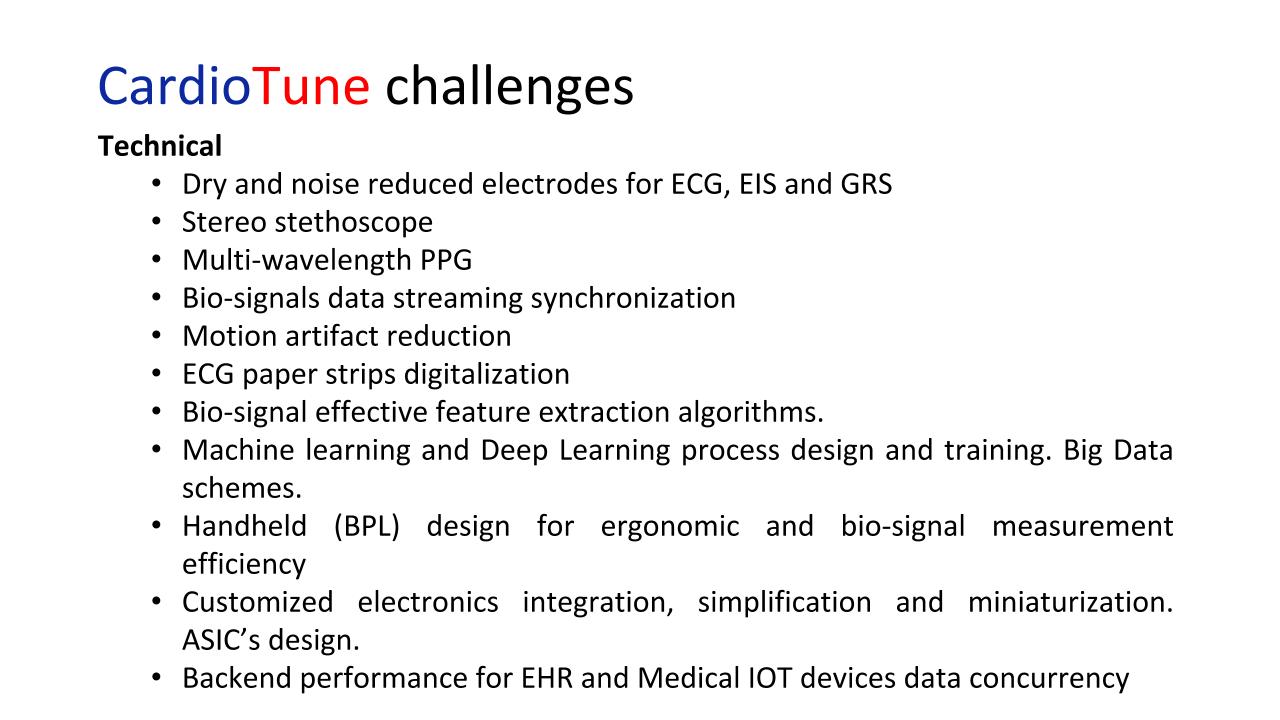 CardioTune challenges
Technical
• Dry and noise reduced electrodes for ECG, EIS and GRS
• Stereo stethoscope
• Multi-wavelength PPG
• Bio-signals data streaming synchronization
• Motion artifact reduction
• ECG paper strips digitalization
• Bio-signal effective feature extraction algorithms.
• Machine learning and Deep Learning process design and training. Big Data
schemes.
• Handheld (BPL) design for ergonomic and bio-signal measurement
efficiency
• Customized electronics integration, simplification and miniaturization.
ASIC’s design.
• Backend performance for EHR and Medical IOT devices data concurrency